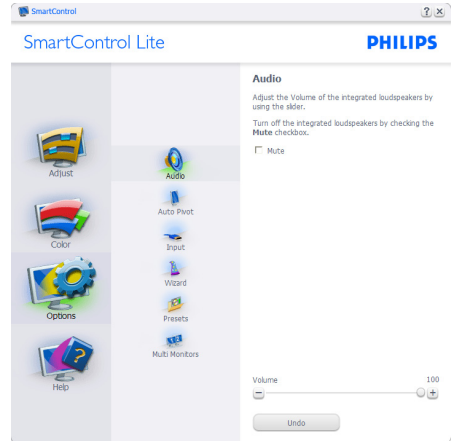 SmartControl
SmartControl Lite
PHILIPS
Adjust
Color
Options
Help
Audio
Auto Pivot
Input
Wizard
Presets
Multi Monitors
Audio
Adjust the Volume of the integrated loudspeakers by
using the slider.
Turn off the integrated loudspeakers by checking the
Mute checkbox.
Mute
Volume 100
Undo